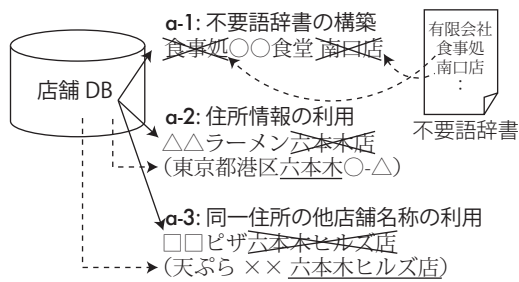 a-1: 不要語辞書の構築
食事処○○食堂 南口店
有限会社
食事処
南口店
:
不要語辞書
店舗 DB
a-2: 住所情報の利用
△△ラーメン六本木店
(東京都港区六本木○-△)
a-3: 同一住所の他店舗名称の利用
□□ピザ六本木ヒルズ店
(天ぷら ×× 六本木ヒルズ店)